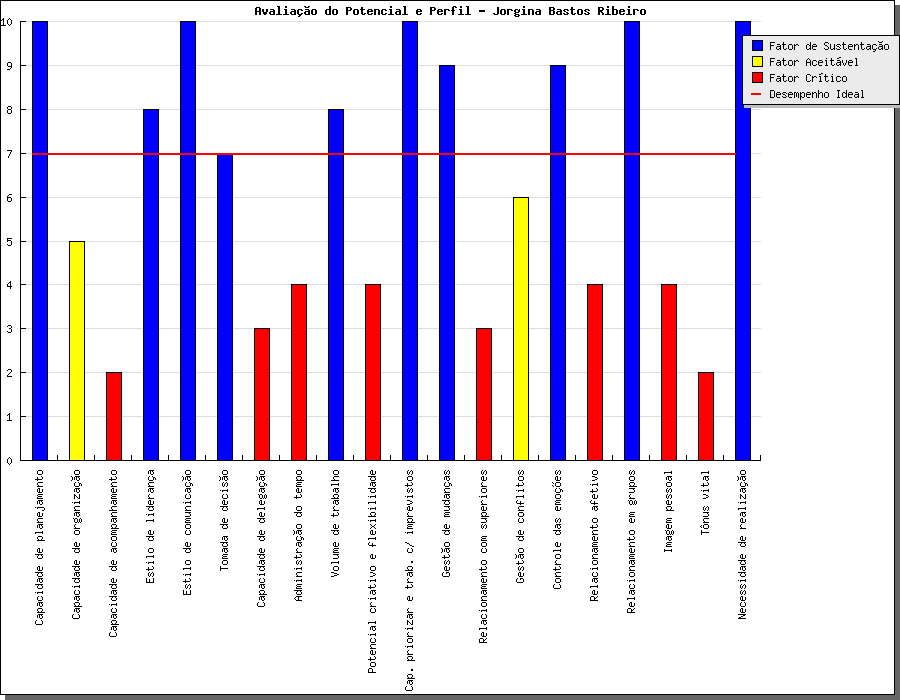 Avaliação do Potencial e Perfil - Jorgina Bastos Ribeiro
Fator de Sustentação
Fator Aceitável
Fator Crítico
Desempenho Ideal
10
9
8
7
6
5
4
3
2
1
0
Capacidade de planejamento
Capacidade de organização
Capacidade de acompanhamento
Estilo de liderança
Estilo de comunicação
Tomada de decisão
Capacidade de delegação
Administração do tempo
Volume de trabalho
Potencial criativo e flexibilidade
Cap. priorizar e trab. c/ imprevistos
Gestão de mudanças
Relacionamento com superiores
Gestão de conflitos
Controle das emoções
Relacionamento afetivo
Relacionamento em grupos
Imagem pessoal
Tônus vital
Necessidade de realização